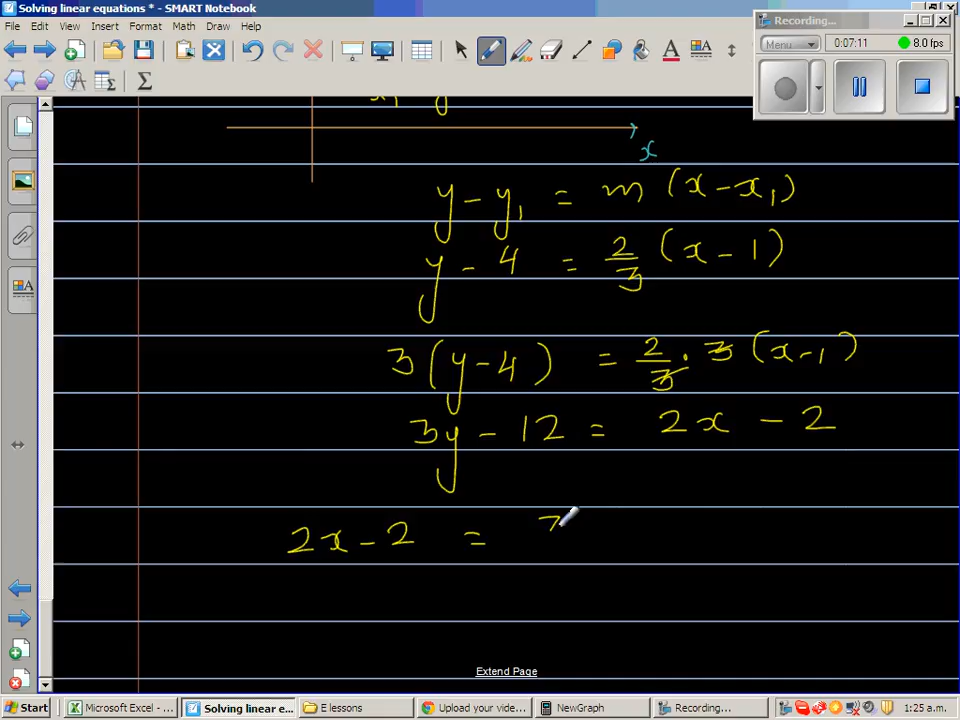 Solving linear equations * - SMART Notebook
File Edit View Insert Format Tools Math Draw Help
Recording...
Menu 0:07:11 8.0 fps
x
y - y₁ = m (x - x₁)
y - 4 = 2/3 (x - 1)
3 (y - 4) = 2/3 · 3 (x - 1)
3y - 12 = 2x - 2
2x - 2 =
Extend Page
Start Microsoft Excel - ... Solving linear e... E lessons Upload your vide... NewGraph Recording... 1:25 a.m.